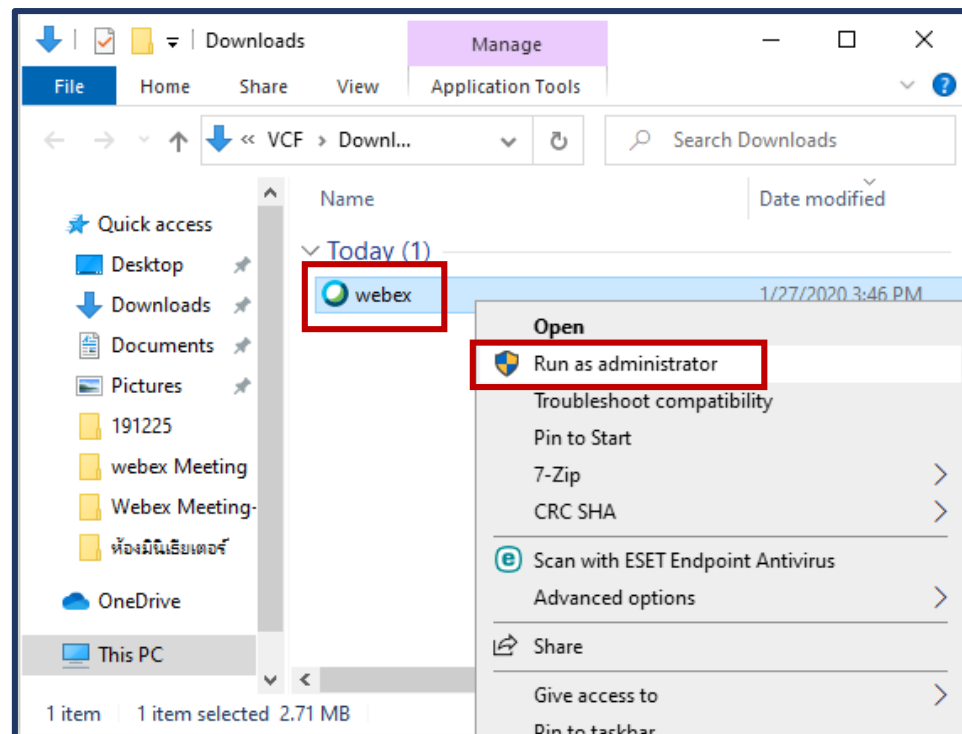 Downloads
Manage
File Home Share View Application Tools
« VCF › Downl...
Search Downloads
Name Date modified
Quick access
Desktop
Downloads
Documents
Pictures
191225
webex Meeting
Webex Meeting-
ห้องมินิเธียเตอร์
OneDrive
This PC
Today (1)
webex 1/27/2020 3:46 PM
Open
Run as administrator
Troubleshoot compatibility
Pin to Start
7-Zip
CRC SHA
Scan with ESET Endpoint Antivirus
Advanced options
Share
Give access to
Pin to taskbar
1 item 1 item selected 2.71 MB